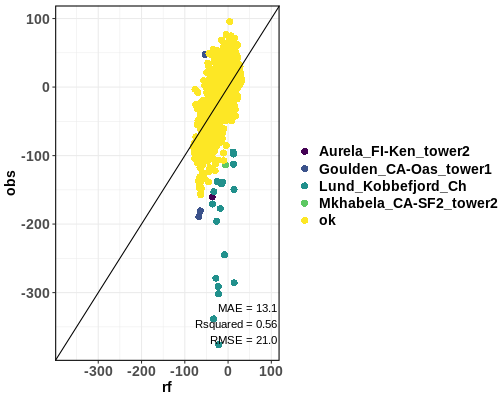 100
0
-100
-200
-300
obs
-300
-200
-100
0
100
rf
MAE = 13.1
Rsquared = 0.56
RMSE = 21.0
Aurela_FI-Ken_tower2
Goulden_CA-Oas_tower1
Lund_Kobbefjord_Ch
Mkhabela_CA-SF2_tower2
ok